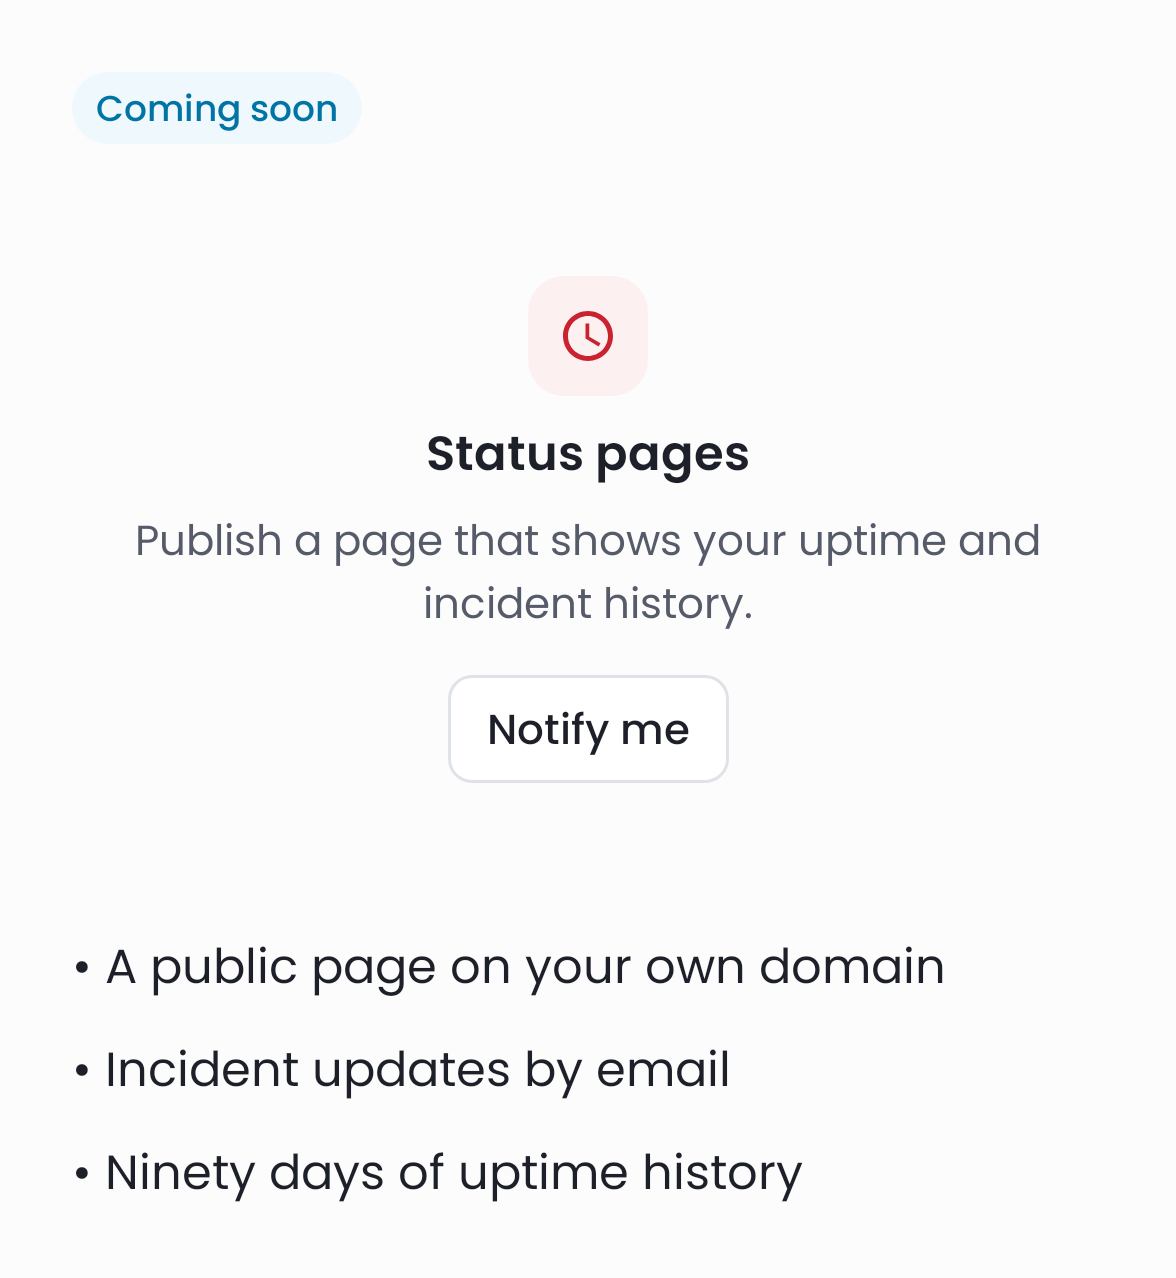 Coming soon
Status pages
Publish a page that shows your uptime and
incident history.
Notify me
• A public page on your own domain
• Incident updates by email
• Ninety days of uptime history